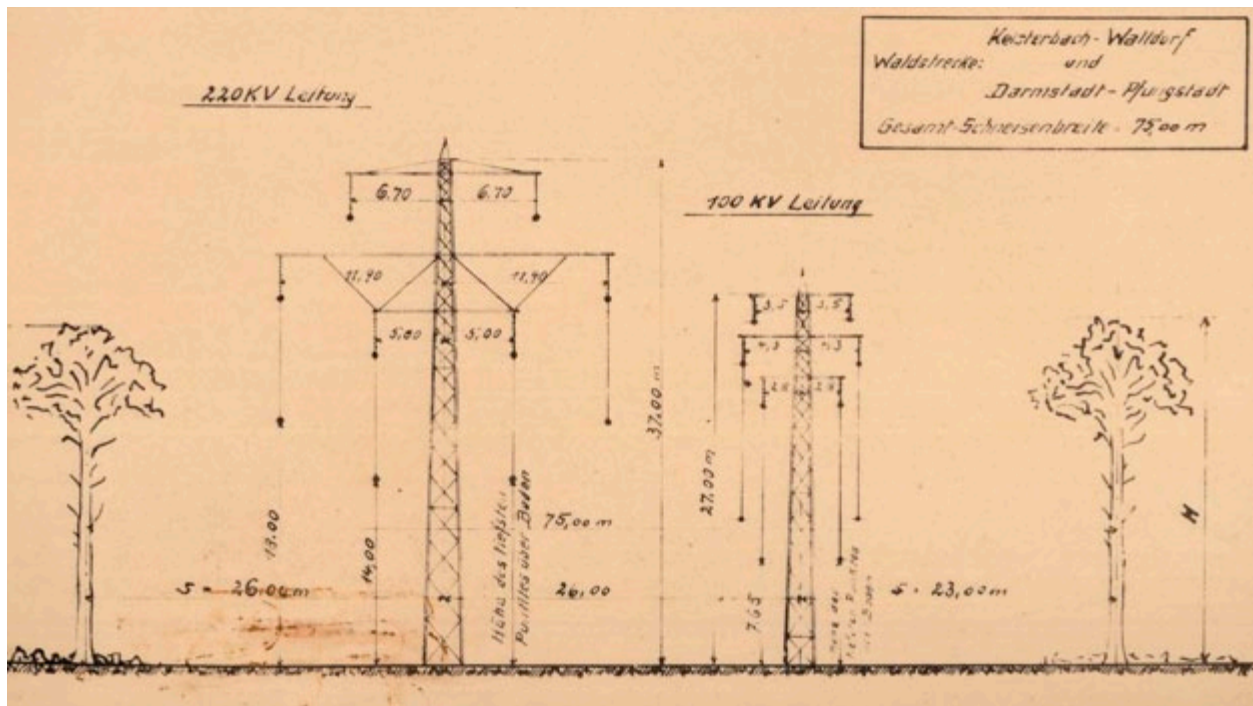 Kelsterbach - Walldorf
Waldstrecke: und
Darmstadt - Pfungstadt
Gesamt-Schneisenbreite = 75,00 m
220KV Leitung
100 KV Leitung
6,70 6,70
11,90 11,90
5,00 5,00
3,5 3,5
4,3 4,3
37,00 m
27,00 m
H
Höhe des tiefsten
Punktes über Boden
75,00 m
14,00
7,65
S = 26,00 m
26,00
S = 23,00 m